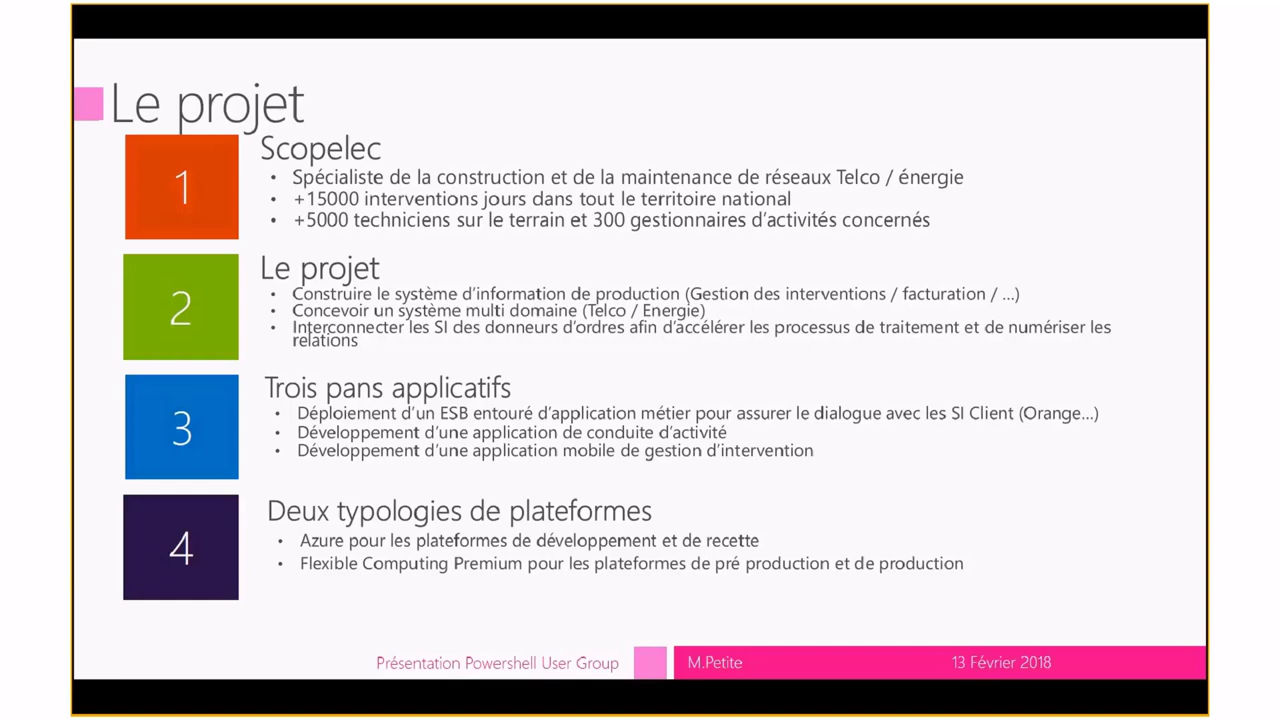 Le projet
1
Scopelec
• Spécialiste de la construction et de la maintenance de réseaux Telco / énergie
• +15000 interventions jours dans tout le territoire national
• +5000 techniciens sur le terrain et 300 gestionnaires d'activités concernés
2
Le projet
• Construire le système d'information de production (Gestion des interventions / facturation / ...)
• Concevoir un système multi domaine (Telco / Energie)
• Interconnecter les SI des donneurs d'ordres afin d'accélérer les processus de traitement et de numériser les
relations
3
Trois pans applicatifs
• Déploiement d'un ESB entouré d'application métier pour assurer le dialogue avec les SI Client (Orange...)
• Développement d'une application de conduite d'activité
• Développement d'une application mobile de gestion d'intervention
4
Deux typologies de plateformes
• Azure pour les plateformes de développement et de recette
• Flexible Computing Premium pour les plateformes de pré production et de production
Présentation Powershell User Group
M.Petite
13 Février 2018